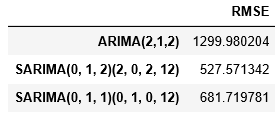 RMSE
ARIMA(2,1,2) 1299.980204
SARIMA(0, 1, 2)(2, 0, 2, 12) 527.571342
SARIMA(0, 1, 1)(0, 1, 0, 12) 681.719781